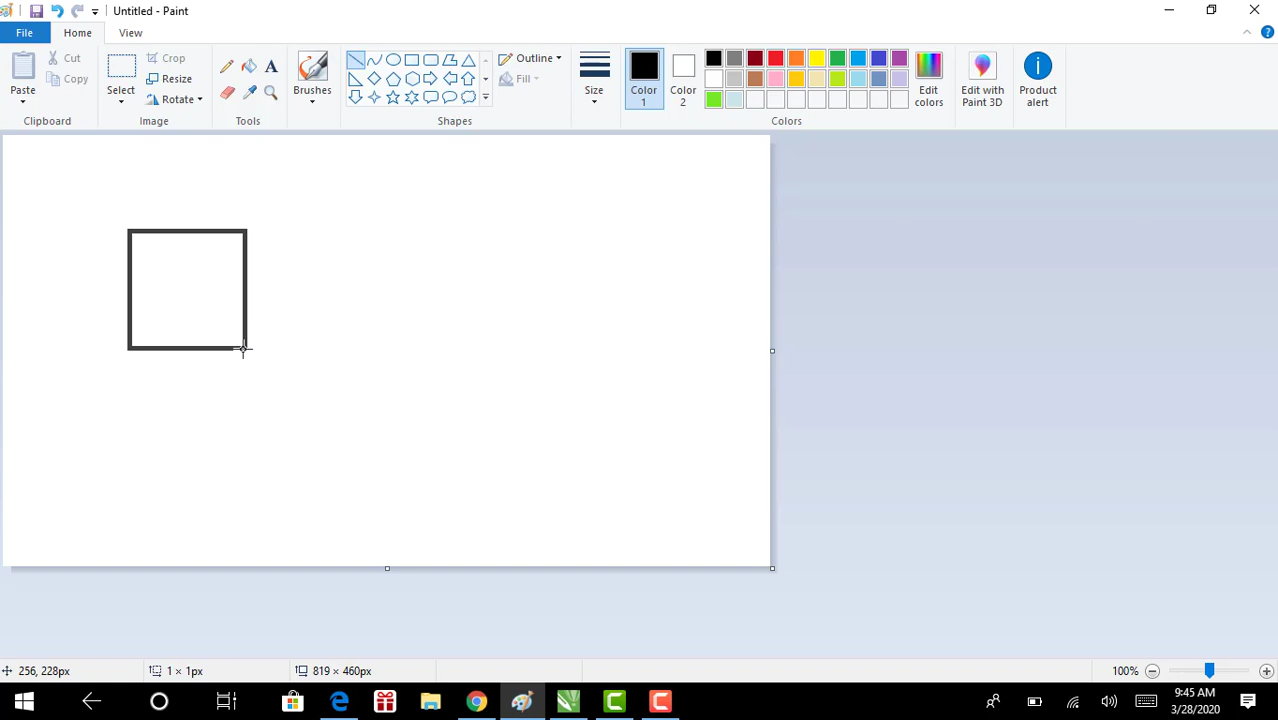 Untitled - Paint
File Home View
Paste
Cut
Copy
Clipboard
Select
Crop
Resize
Rotate
Image
A
Tools
Brushes
Outline
Fill
Shapes
Size
Color 1
Color 2
Edit colors
Colors
Edit with Paint 3D
Product alert
256, 228px 1 × 1px 819 × 460px 100%
9:45 AM
3/28/2020